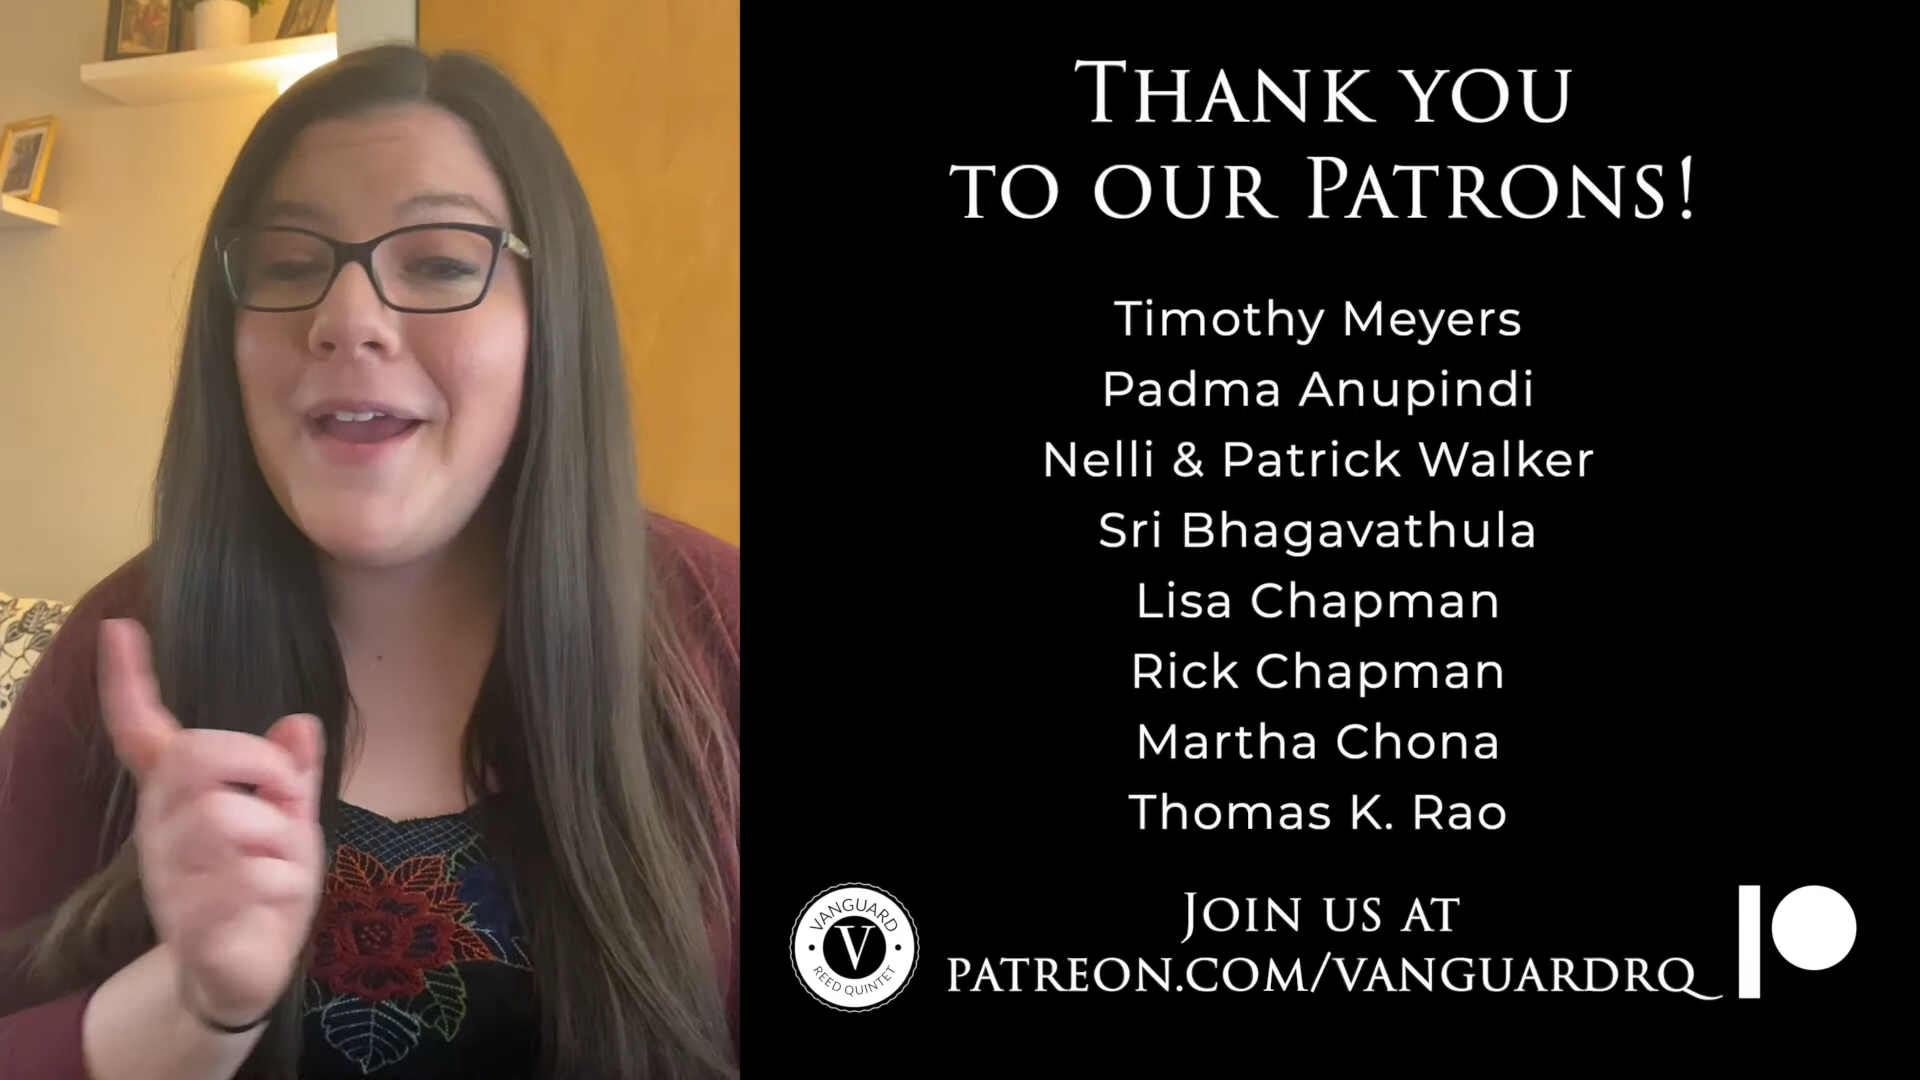 THANK YOU
TO OUR PATRONS!
Timothy Meyers
Padma Anupindi
Nelli & Patrick Walker
Sri Bhagavathula
Lisa Chapman
Rick Chapman
Martha Chona
Thomas K. Rao
VANGUARD
V
REED QUINTET
JOIN US AT
PATREON.COM/VANGUARDRQ